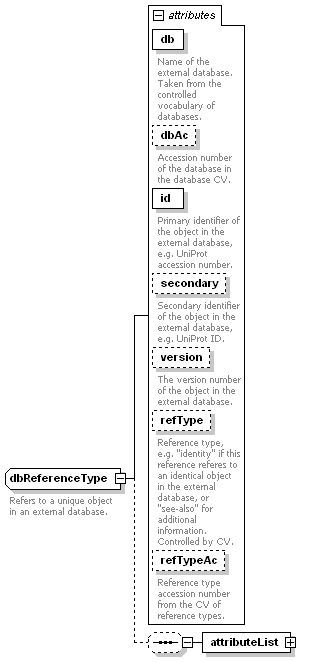 attributes
db
Name of the
external database.
Taken from the
controlled
vocabulary of
databases.
dbAc
Accession number
of the database in
the database CV.
id
Primary identifier of
the object in the
external database,
e.g. UniProt
accession number.
secondary
Secondary identifier
of the object in the
external database,
e.g. UniProt ID.
version
The version number
of the object in the
external database.
refType
Reference type,
e.g. "identity" if this
reference referes to
an identical object
in the external
database, or
"see-also" for
additional
information.
Controlled by CV.
refTypeAc
Reference type
accession number
from the CV of
reference types.
dbReferenceType
Refers to a unique object
in an external database.
attributeList